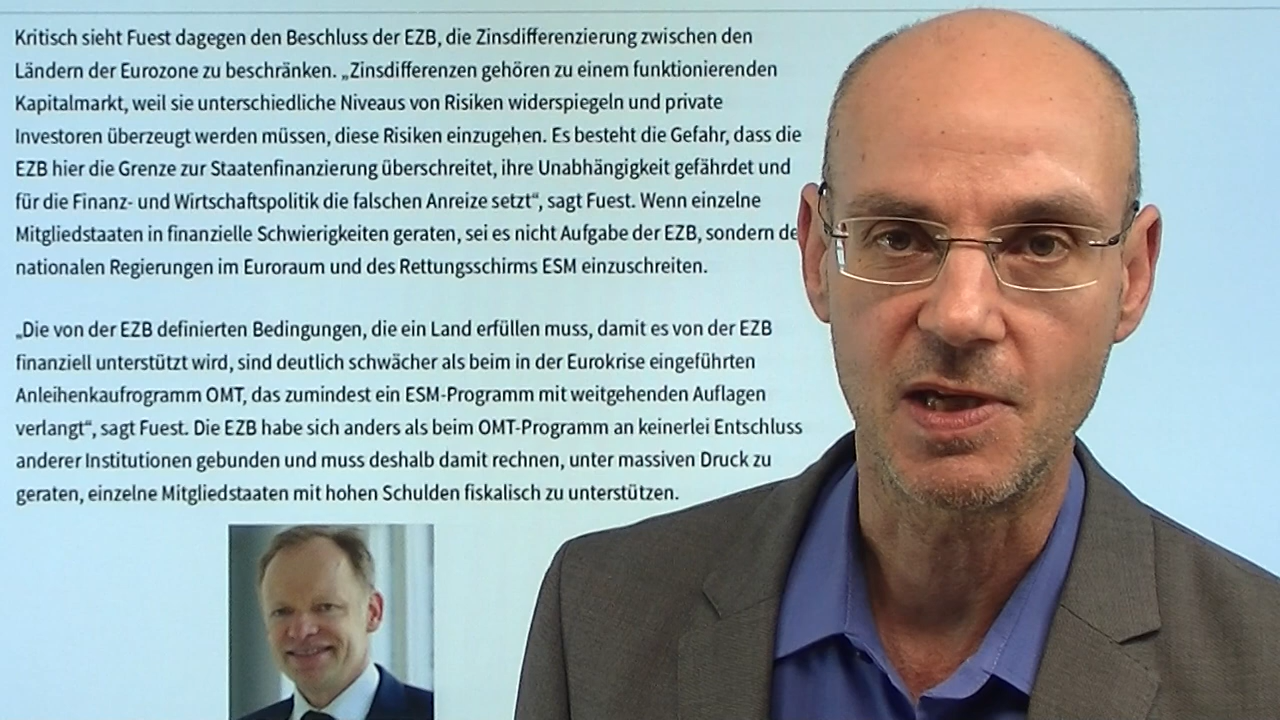 Kritisch sieht Fuest dagegen den Beschluss der EZB, die Zinsdifferenzierung zwischen den
Ländern der Eurozone zu beschränken. „Zinsdifferenzen gehören zu einem funktionierenden
Kapitalmarkt, weil sie unterschiedliche Niveaus von Risiken widerspiegeln und private
Investoren überzeugt werden müssen, diese Risiken einzugehen. Es besteht die Gefahr, dass die
EZB hier die Grenze zur Staatenfinanzierung überschreitet, ihre Unabhängigkeit gefährdet und
für die Finanz- und Wirtschaftspolitik die falschen Anreize setzt“, sagt Fuest. Wenn einzelne
Mitgliedstaaten in finanzielle Schwierigkeiten geraten, sei es nicht Aufgabe der EZB, sondern
nationalen Regierungen im Euroraum und des Rettungsschirms ESM einzuschreiten.
„Die von der EZB definierten Bedingungen, die ein Land erfüllen muss, damit es von der EZB
finanziell unterstützt wird, sind deutlich schwächer als beim in der Eurokrise eingeführten
Anleihenkaufrogramm OMT, das zumindest ein ESM-Programm mit weitgehenden Auflagen
verlangt“, sagt Fuest. Die EZB habe sich anders als beim OMT-Programm an keinerlei Entschluss
anderer Institutionen gebunden und muss deshalb damit rechnen, unter massiven Druck zu
geraten, einzelne Mitgliedstaaten mit hohen Schulden fiskalisch zu unterstützen.